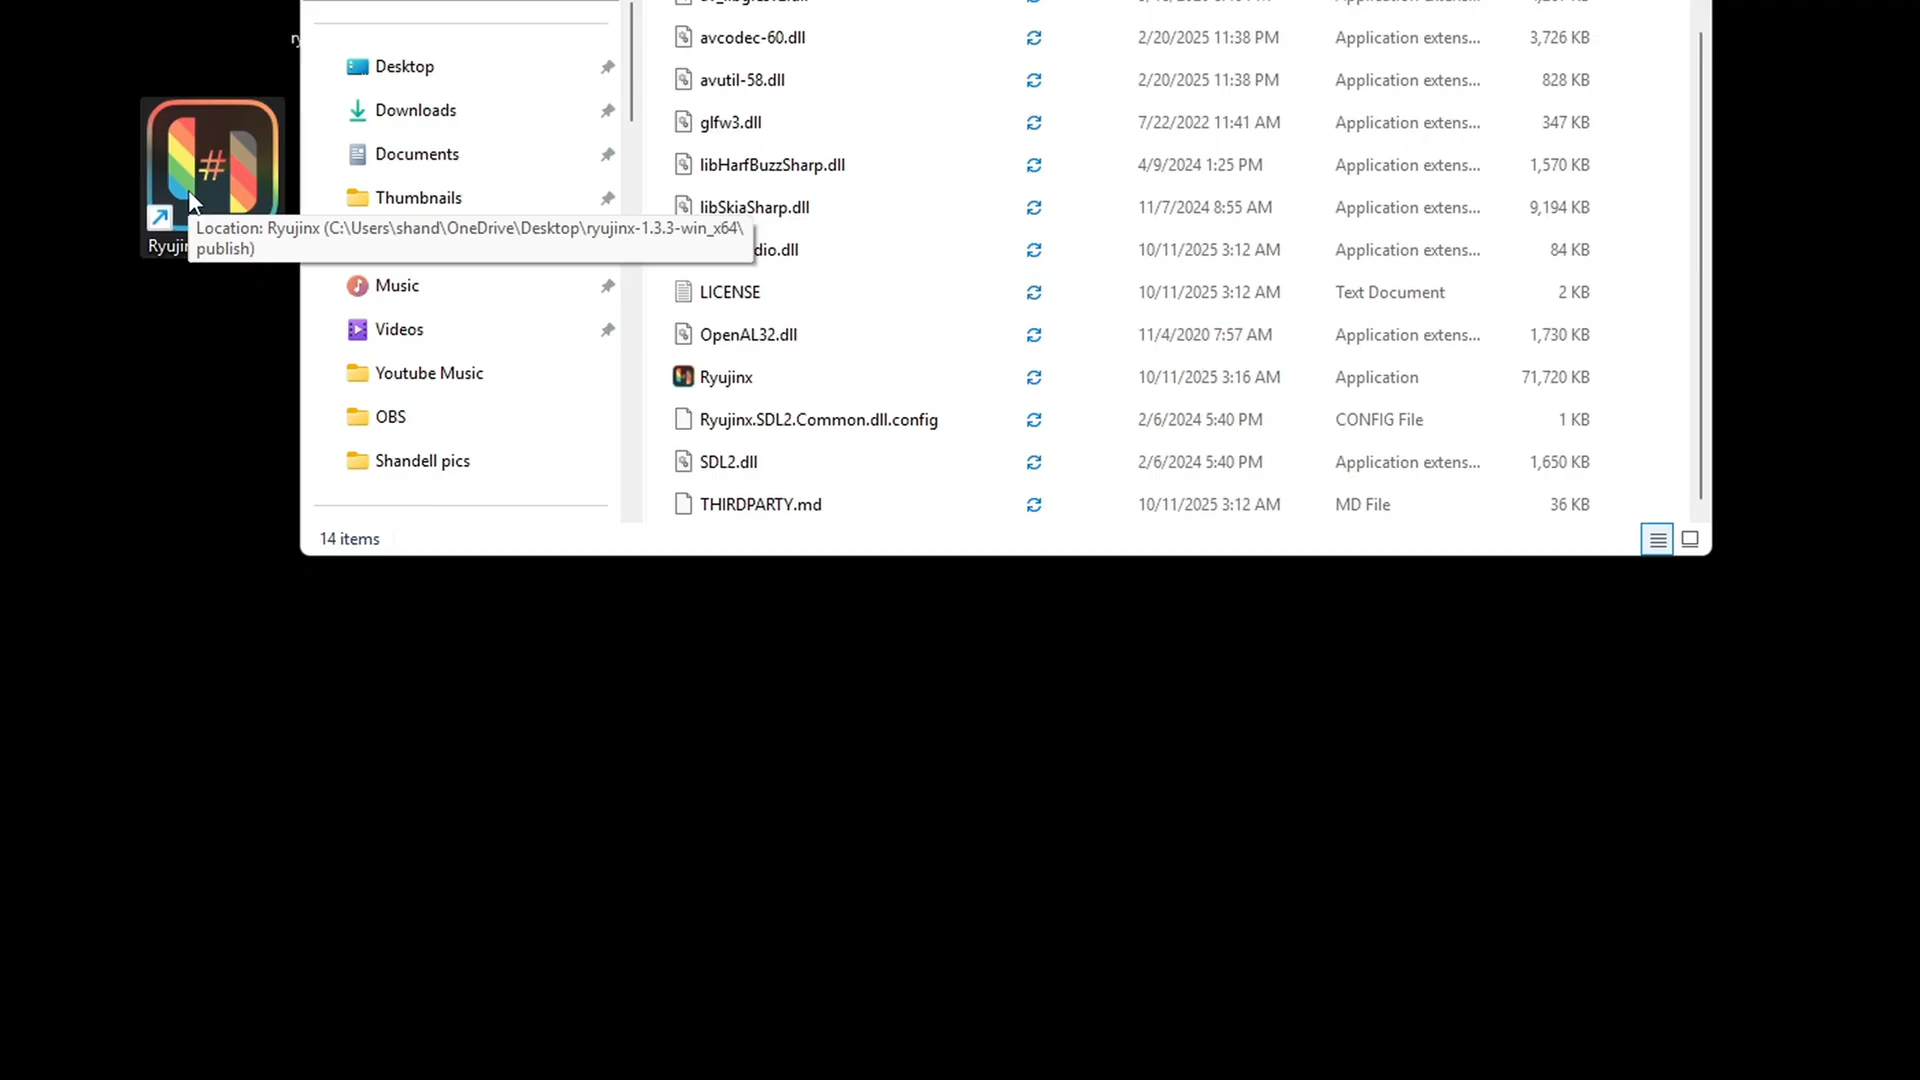 Desktop
Downloads
Documents
Thumbnails
Music
Videos
Youtube Music
OBS
Shandell pics
14 items
#
Ryujin
Location: Ryujinx (C:\Users\shand\OneDrive\Desktop\ryujinx-1.3.3-win_x64\
publish)
avcodec-60.dll 2/20/2025 11:38 PM Application extens... 3,726 KB
avutil-58.dll 2/20/2025 11:38 PM Application extens... 828 KB
glfw3.dll 7/22/2022 11:41 AM Application extens... 347 KB
libHarfBuzzSharp.dll 4/9/2024 1:25 PM Application extens... 1,570 KB
libSkiaSharp.dll 11/7/2024 8:55 AM Application extens... 9,194 KB
dio.dll 10/11/2025 3:12 AM Application extens... 84 KB
LICENSE 10/11/2025 3:12 AM Text Document 2 KB
OpenAL32.dll 11/4/2020 7:57 AM Application extens... 1,730 KB
Ryujinx 10/11/2025 3:16 AM Application 71,720 KB
Ryujinx.SDL2.Common.dll.config 2/6/2024 5:40 PM CONFIG File 1 KB
SDL2.dll 2/6/2024 5:40 PM Application extens... 1,650 KB
THIRDPARTY.md 10/11/2025 3:12 AM MD File 36 KB